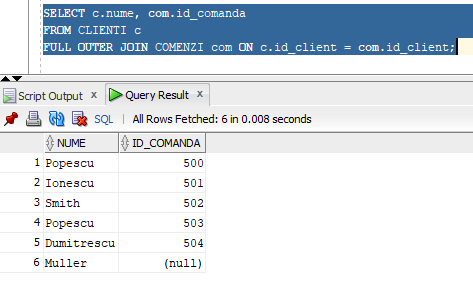 SELECT c.nume, com.id_comanda
FROM CLIENTI c
FULL OUTER JOIN COMENZI com ON c.id_client = com.id_client;
Script Output x Query Result x
SQL | All Rows Fetched: 6 in 0.008 seconds
NUME ID_COMANDA
1 Popescu 500
2 Ionescu 501
3 Smith 502
4 Popescu 503
5 Dumitrescu 504
6 Muller (null)